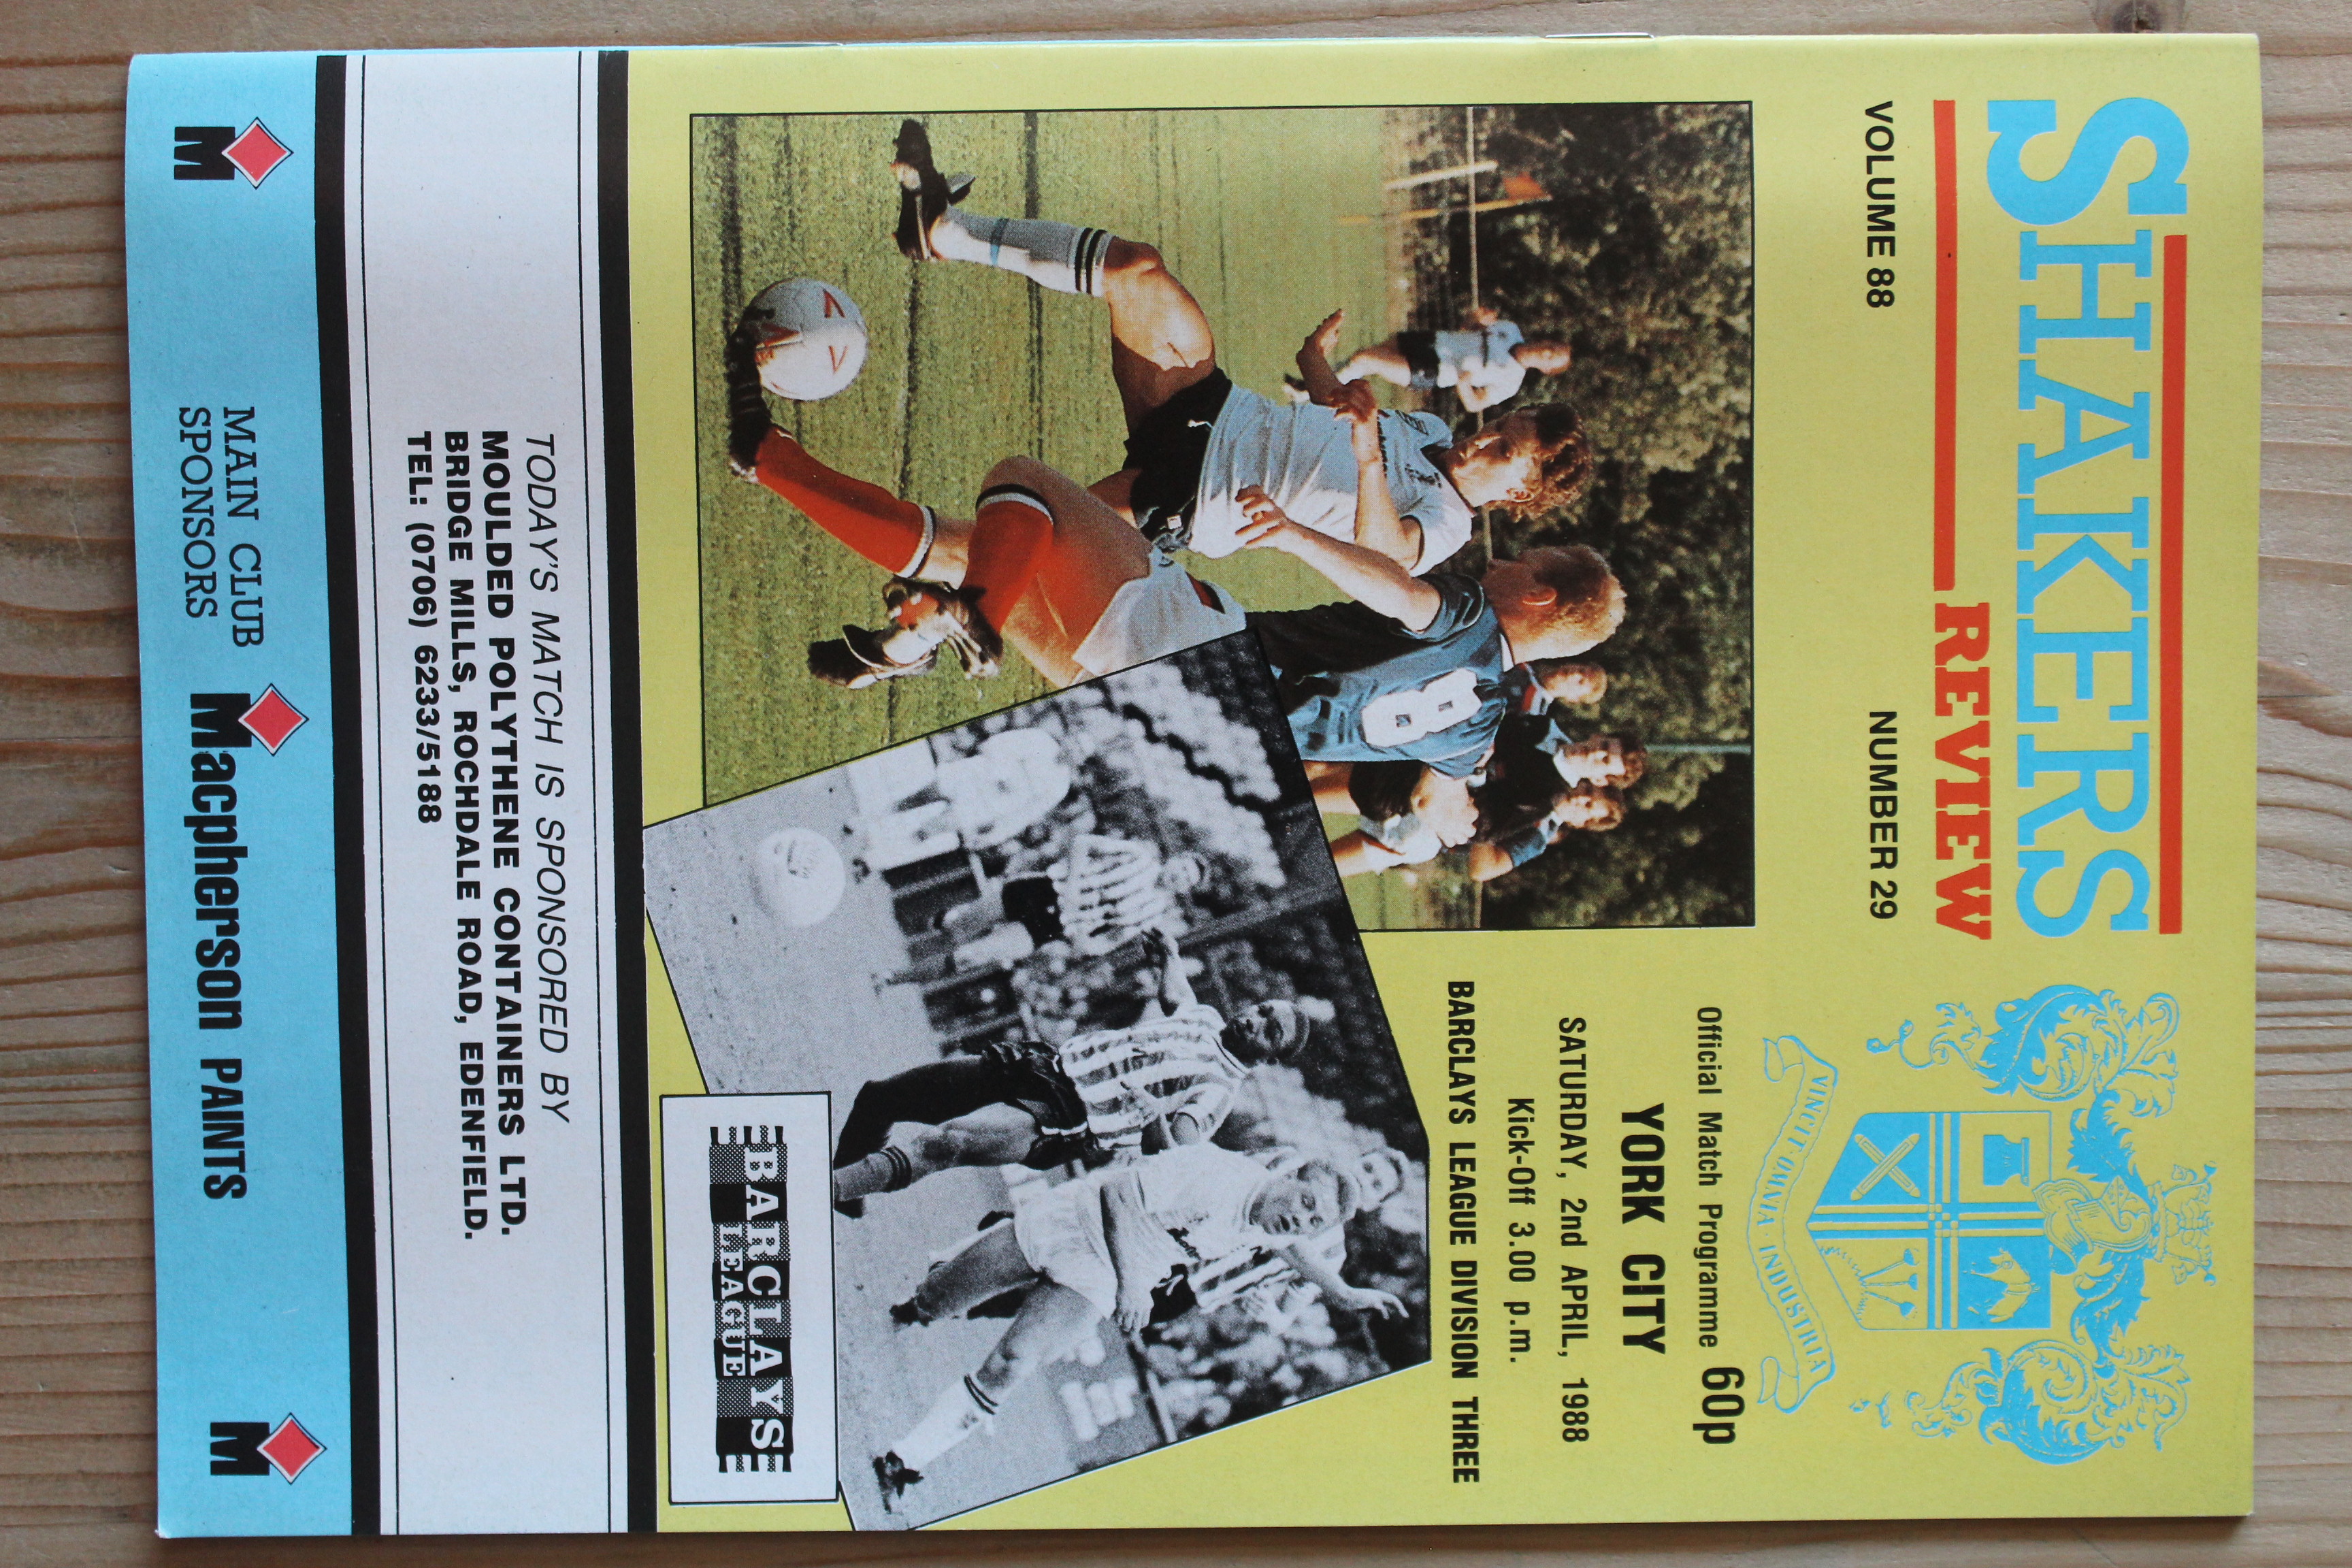 SHAKERS
REVIEW
VOLUME 88
NUMBER 29
VINCIT OMNIA INDUSTRIA
Official Match Programme 60p
YORK CITY
SATURDAY, 2nd APRIL, 1988
Kick-Off 3.00 p.m.
BARCLAYS LEAGUE DIVISION THREE
8
BARCLAYS
LEAGUE
TODAY'S MATCH IS SPONSORED BY
MOULDED POLYTHENE CONTAINERS LTD.
BRIDGE MILLS, ROCHDALE ROAD, EDENFIELD.
TEL: (0706) 6233/5188
M
MAIN CLUB
SPONSORS
Macpherson PAINTS
M